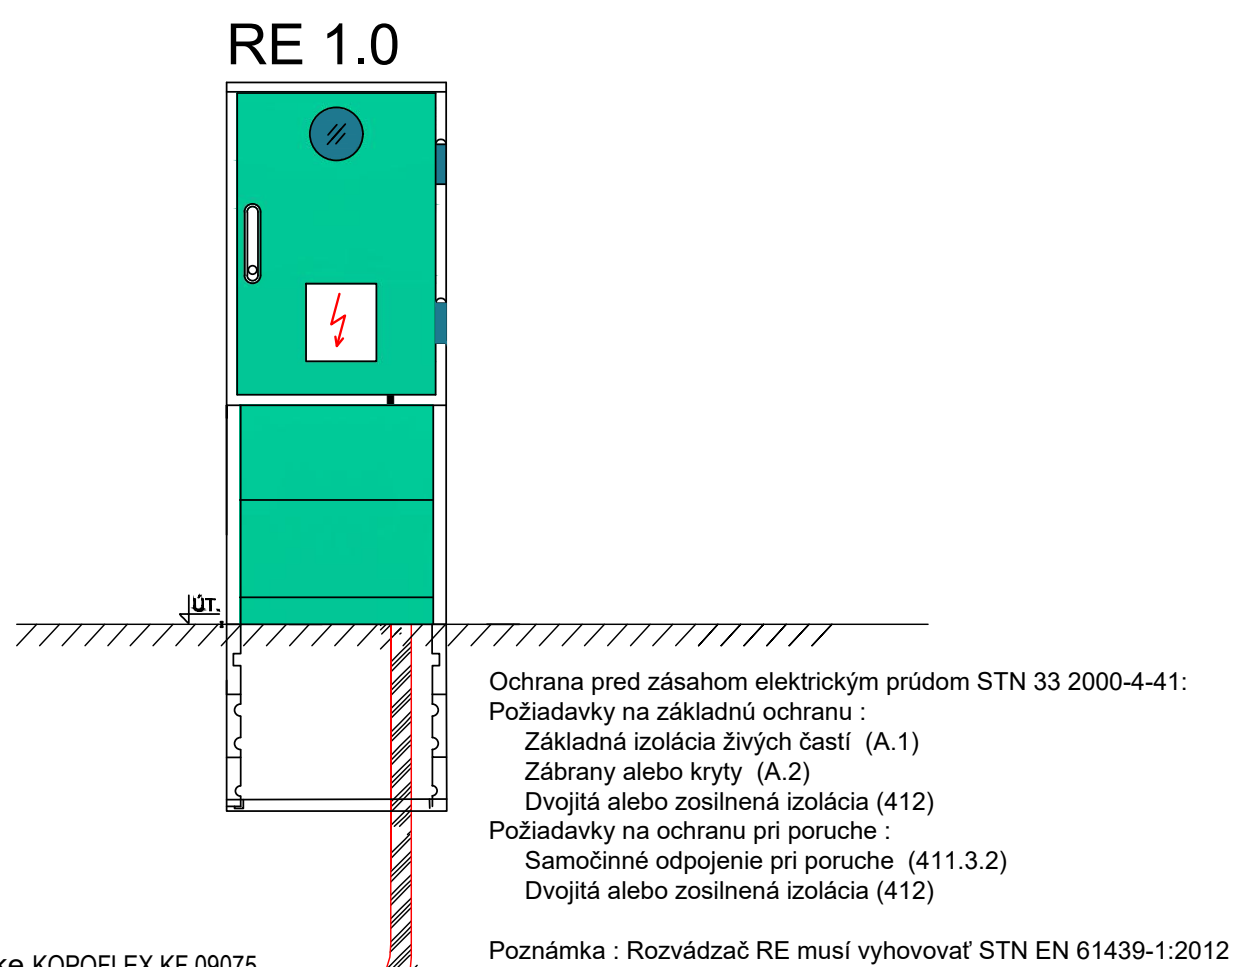 RE 1.0
ÚT.
Ochrana pred zásahom elektrickým prúdom STN 33 2000-4-41:
Požiadavky na základnú ochranu :
Základná izolácia živých častí (A.1)
Zábrany alebo kryty (A.2)
Dvojitá alebo zosilnená izolácia (412)
Požiadavky na ochranu pri poruche :
Samočinné odpojenie pri poruche (411.3.2)
Dvojitá alebo zosilnená izolácia (412)
Poznámka : Rozvádzač RE musí vyhovovať STN EN 61439-1:2012
KOPOFLEX KF 09075